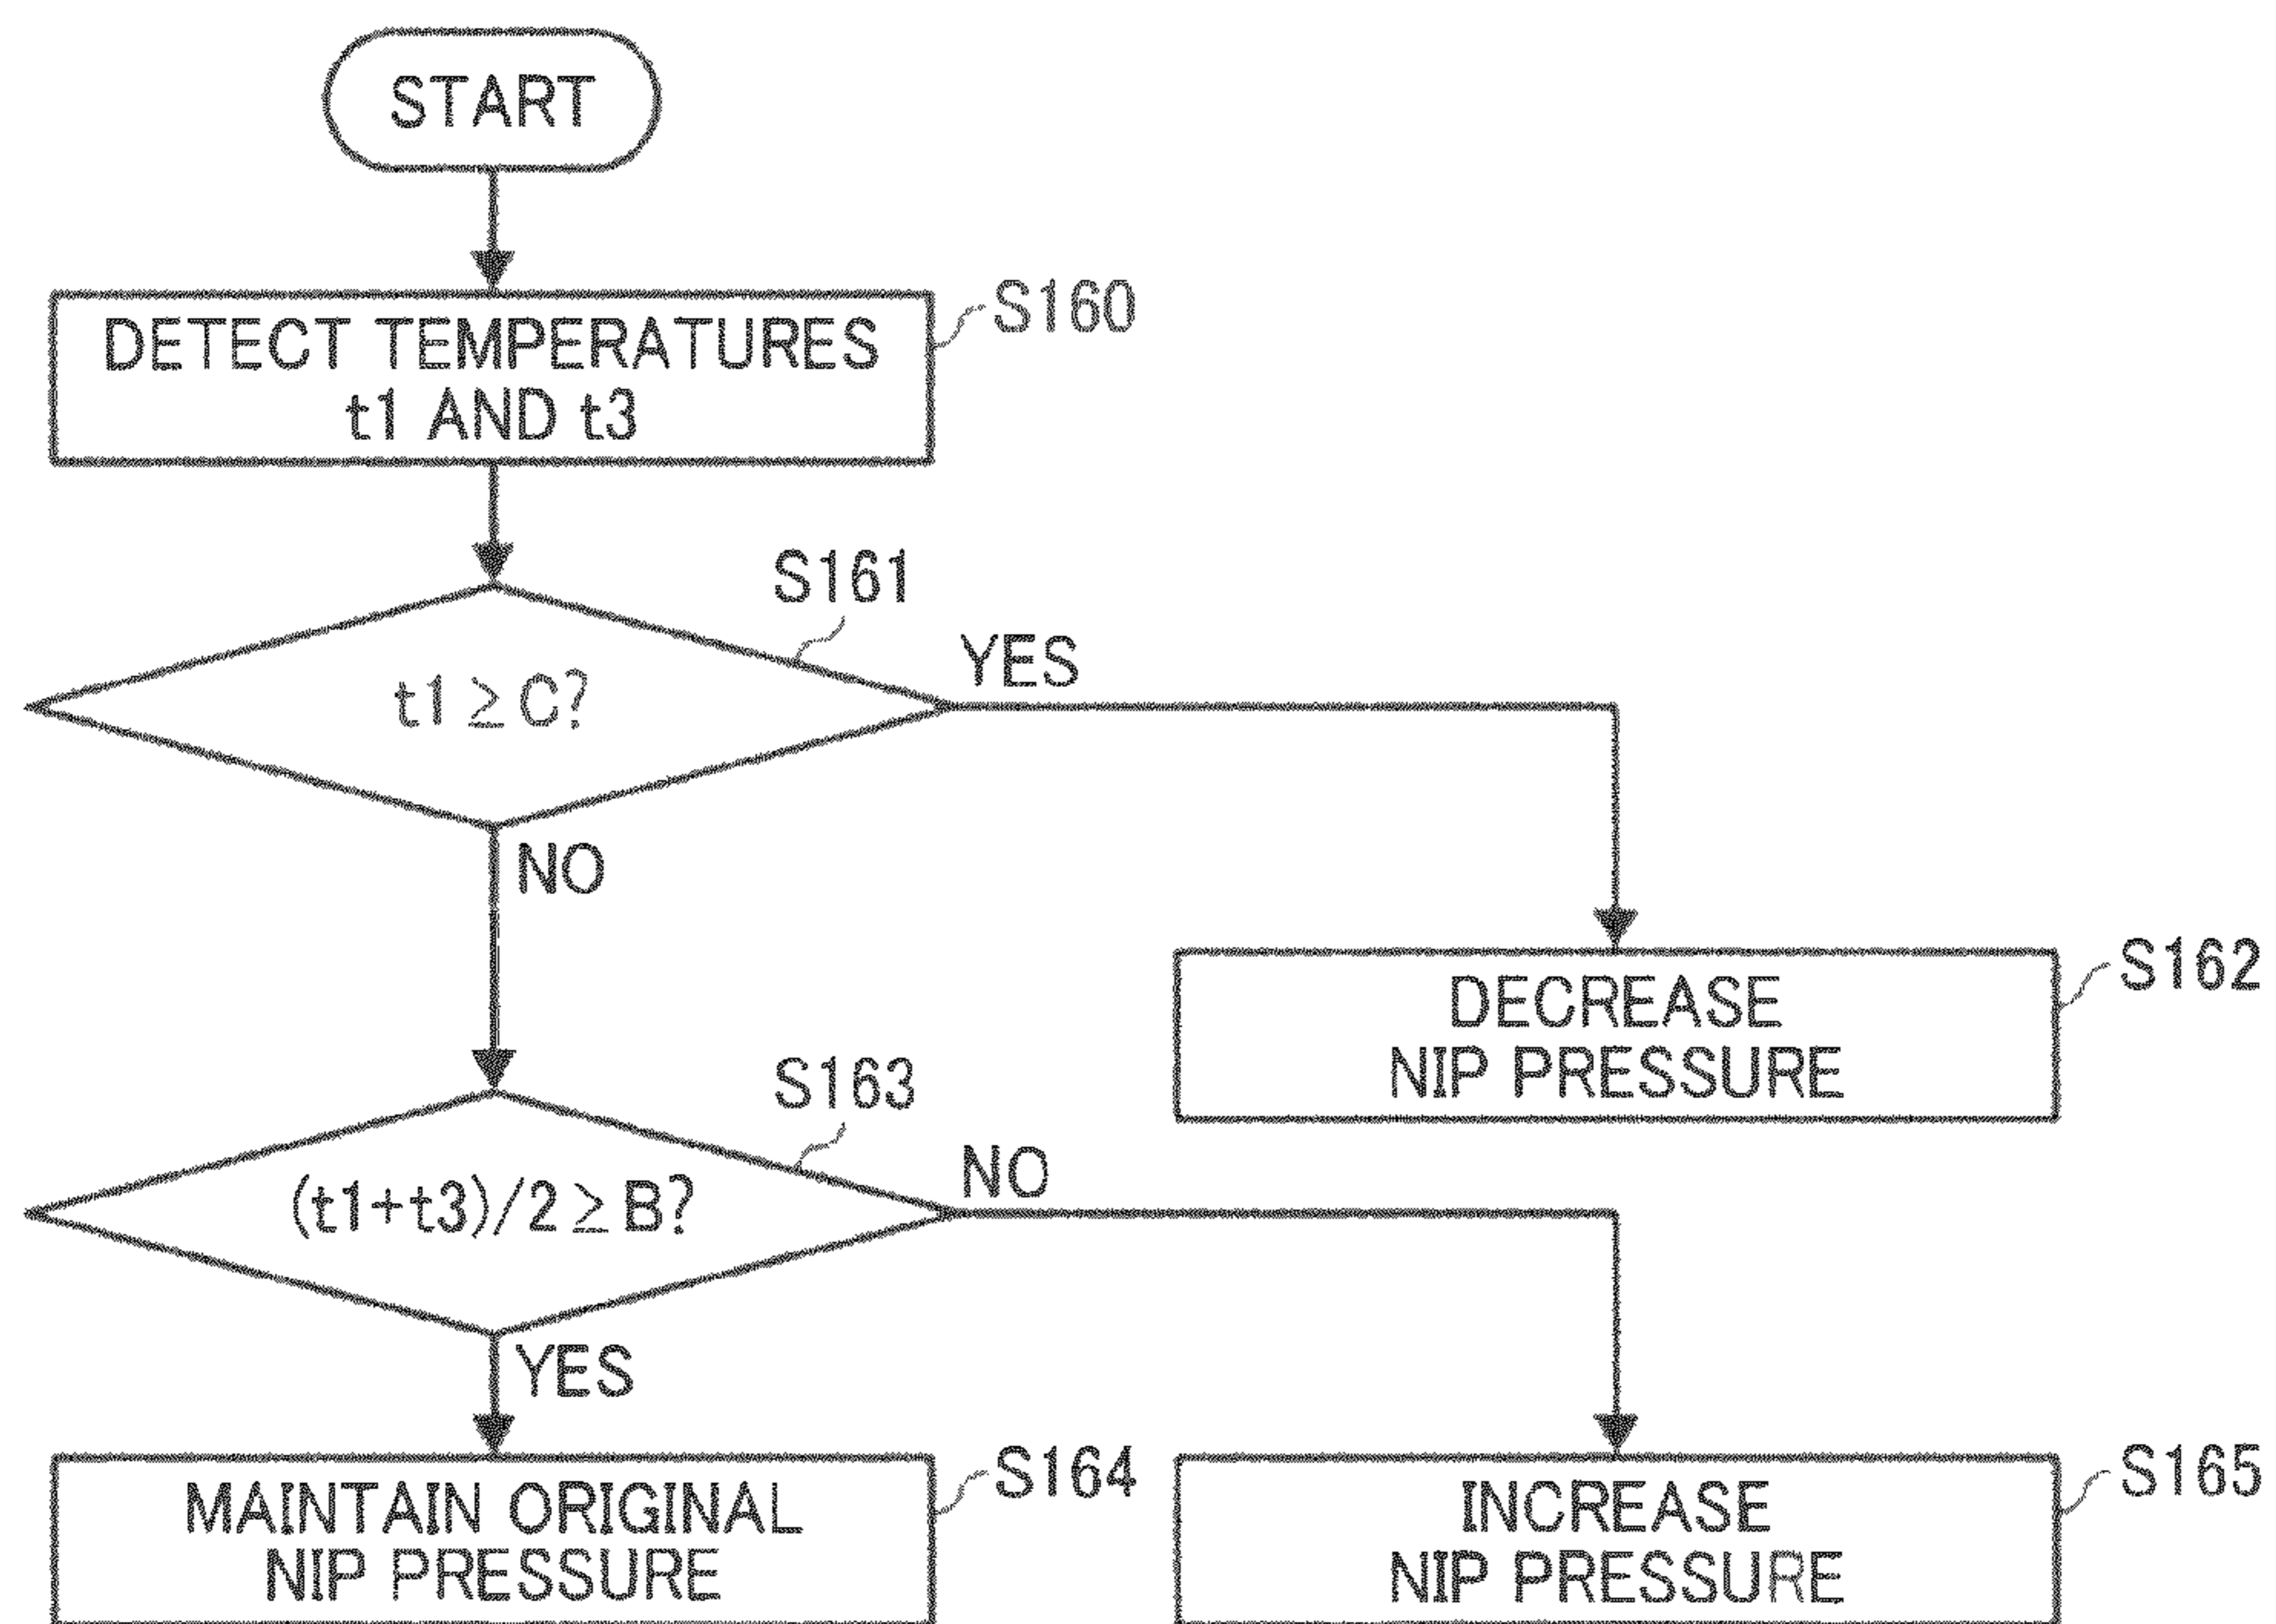 START
DETECT TEMPERATURES
t1 AND t3
S160
S161
t1≥C?
YES
NO
DECREASE
NIP PRESSURE
S162
S163
(t1+t3)/2≥B?
NO
YES
MAINTAIN ORIGINAL
NIP PRESSURE
S164
INCREASE
NIP PRESSURE
S165